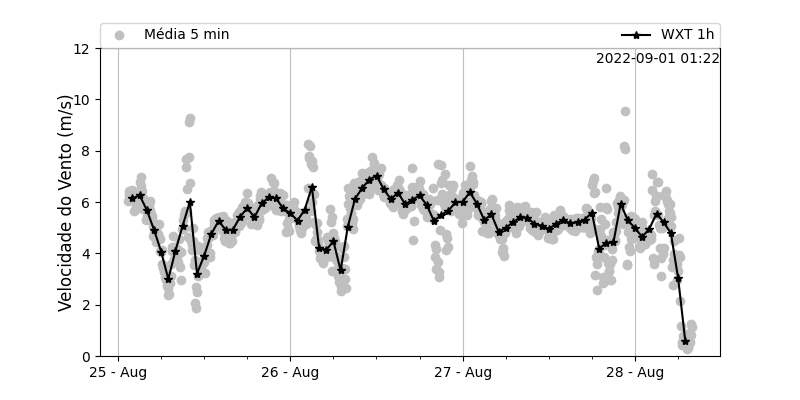 Média 5 min
WXT 1h
2022-09-01 01:22
Velocidade do Vento (m/s)
12
10
8
6
4
2
0
25 - Aug
26 - Aug
27 - Aug
28 - Aug